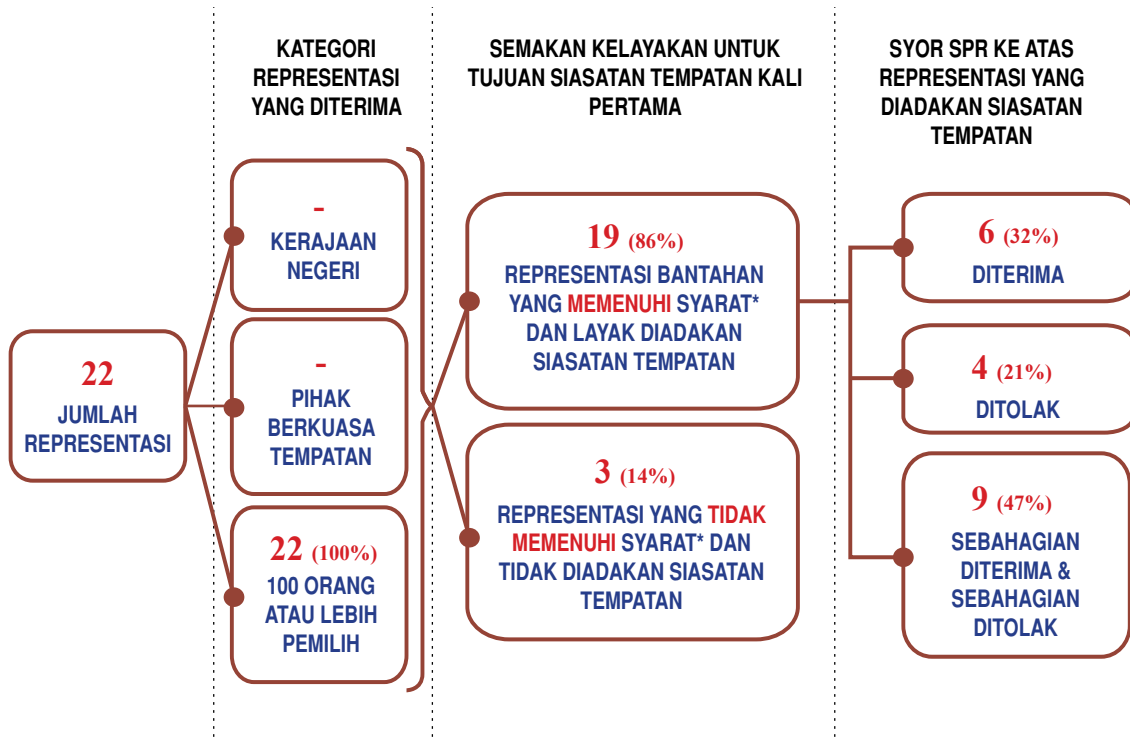 KATEGORI
REPRESENTASI
YANG DITERIMA
SEMAKAN KELAYAKAN UNTUK
TUJUAN SIASATAN TEMPATAN KALI
PERTAMA
SYOR SPR KE ATAS
REPRESENTASI YANG
DIADAKAN SIASATAN
TEMPATAN
22
JUMLAH
REPRESENTASI
-
KERAJAAN
NEGERI
-
PIHAK
BERKUASA
TEMPATAN
22 (100%)
100 ORANG
ATAU LEBIH
PEMILIH
19 (86%)
REPRESENTASI BANTAHAN
YANG MEMENUHI SYARAT*
DAN LAYAK DIADAKAN
SIASATAN TEMPATAN
3 (14%)
REPRESENTASI YANG TIDAK
MEMENUHI SYARAT* DAN
TIDAK DIADAKAN SIASATAN
TEMPATAN
6 (32%)
DITERIMA
4 (21%)
DITOLAK
9 (47%)
SEBAHAGIAN
DITERIMA &
SEBAHAGIAN
DITOLAK